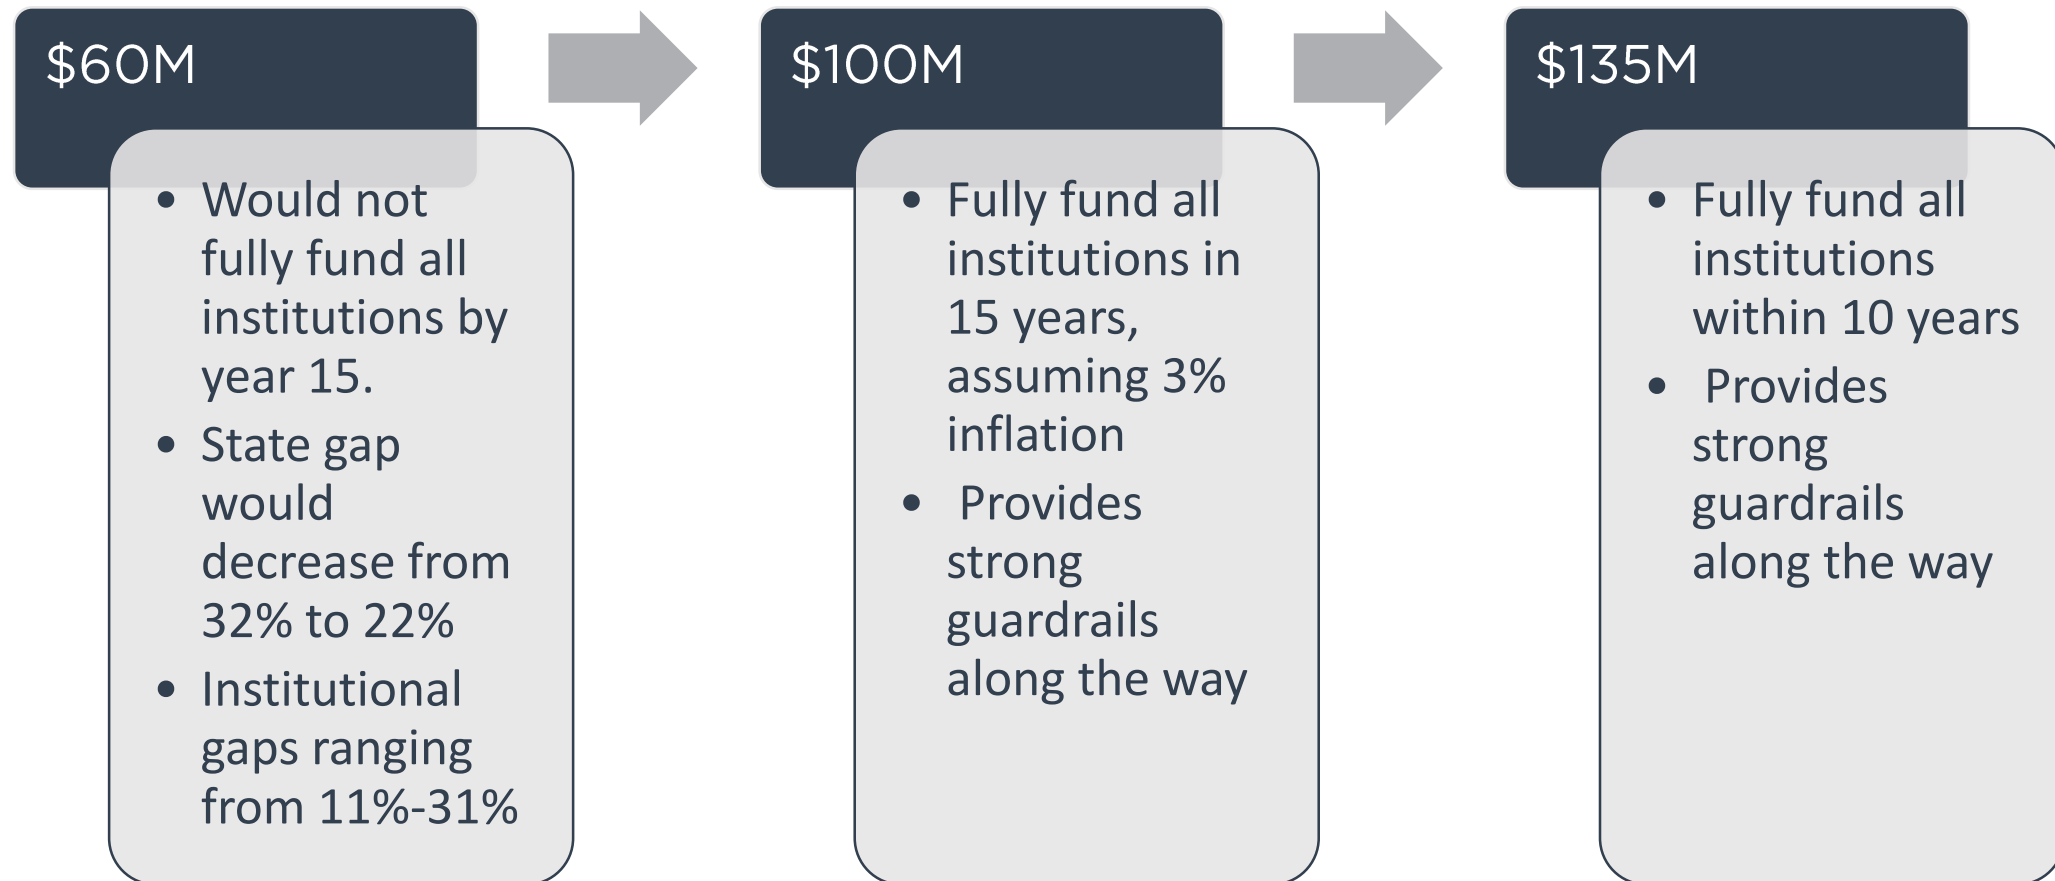 $60M
• Would not
fully fund all
institutions by
year 15.
• State gap
would
decrease from
32% to 22%
• Institutional
gaps ranging
from 11%-31%
$100M
• Fully fund all
institutions in
15 years,
assuming 3%
inflation
• Provides
strong
guardrails
along the way
$135M
• Fully fund all
institutions
within 10 years
• Provides
strong
guardrails
along the way